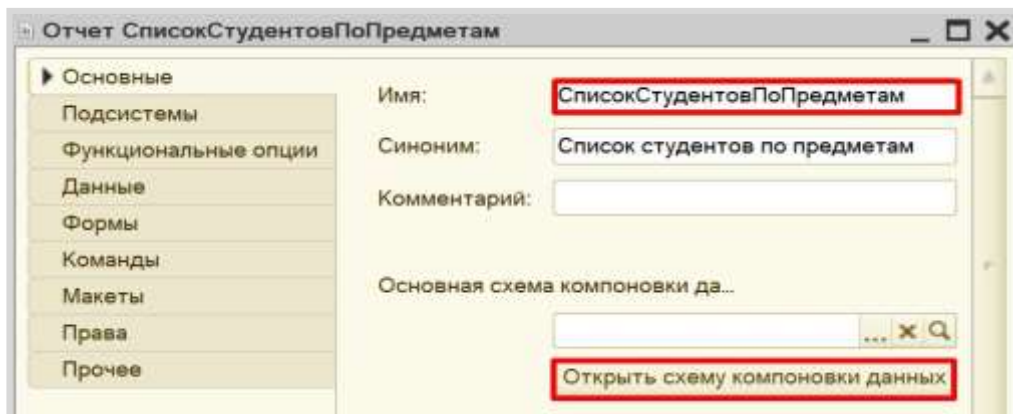 Отчет СписокСтудентовПоПредметам
Основные
Подсистемы
Функциональные опции
Данные
Формы
Команды
Макеты
Права
Прочее
Имя: СписокСтудентовПоПредметам
Синоним: Список студентов по предметам
Комментарий:
Основная схема компоновки да...
...
Открыть схему компоновки данных